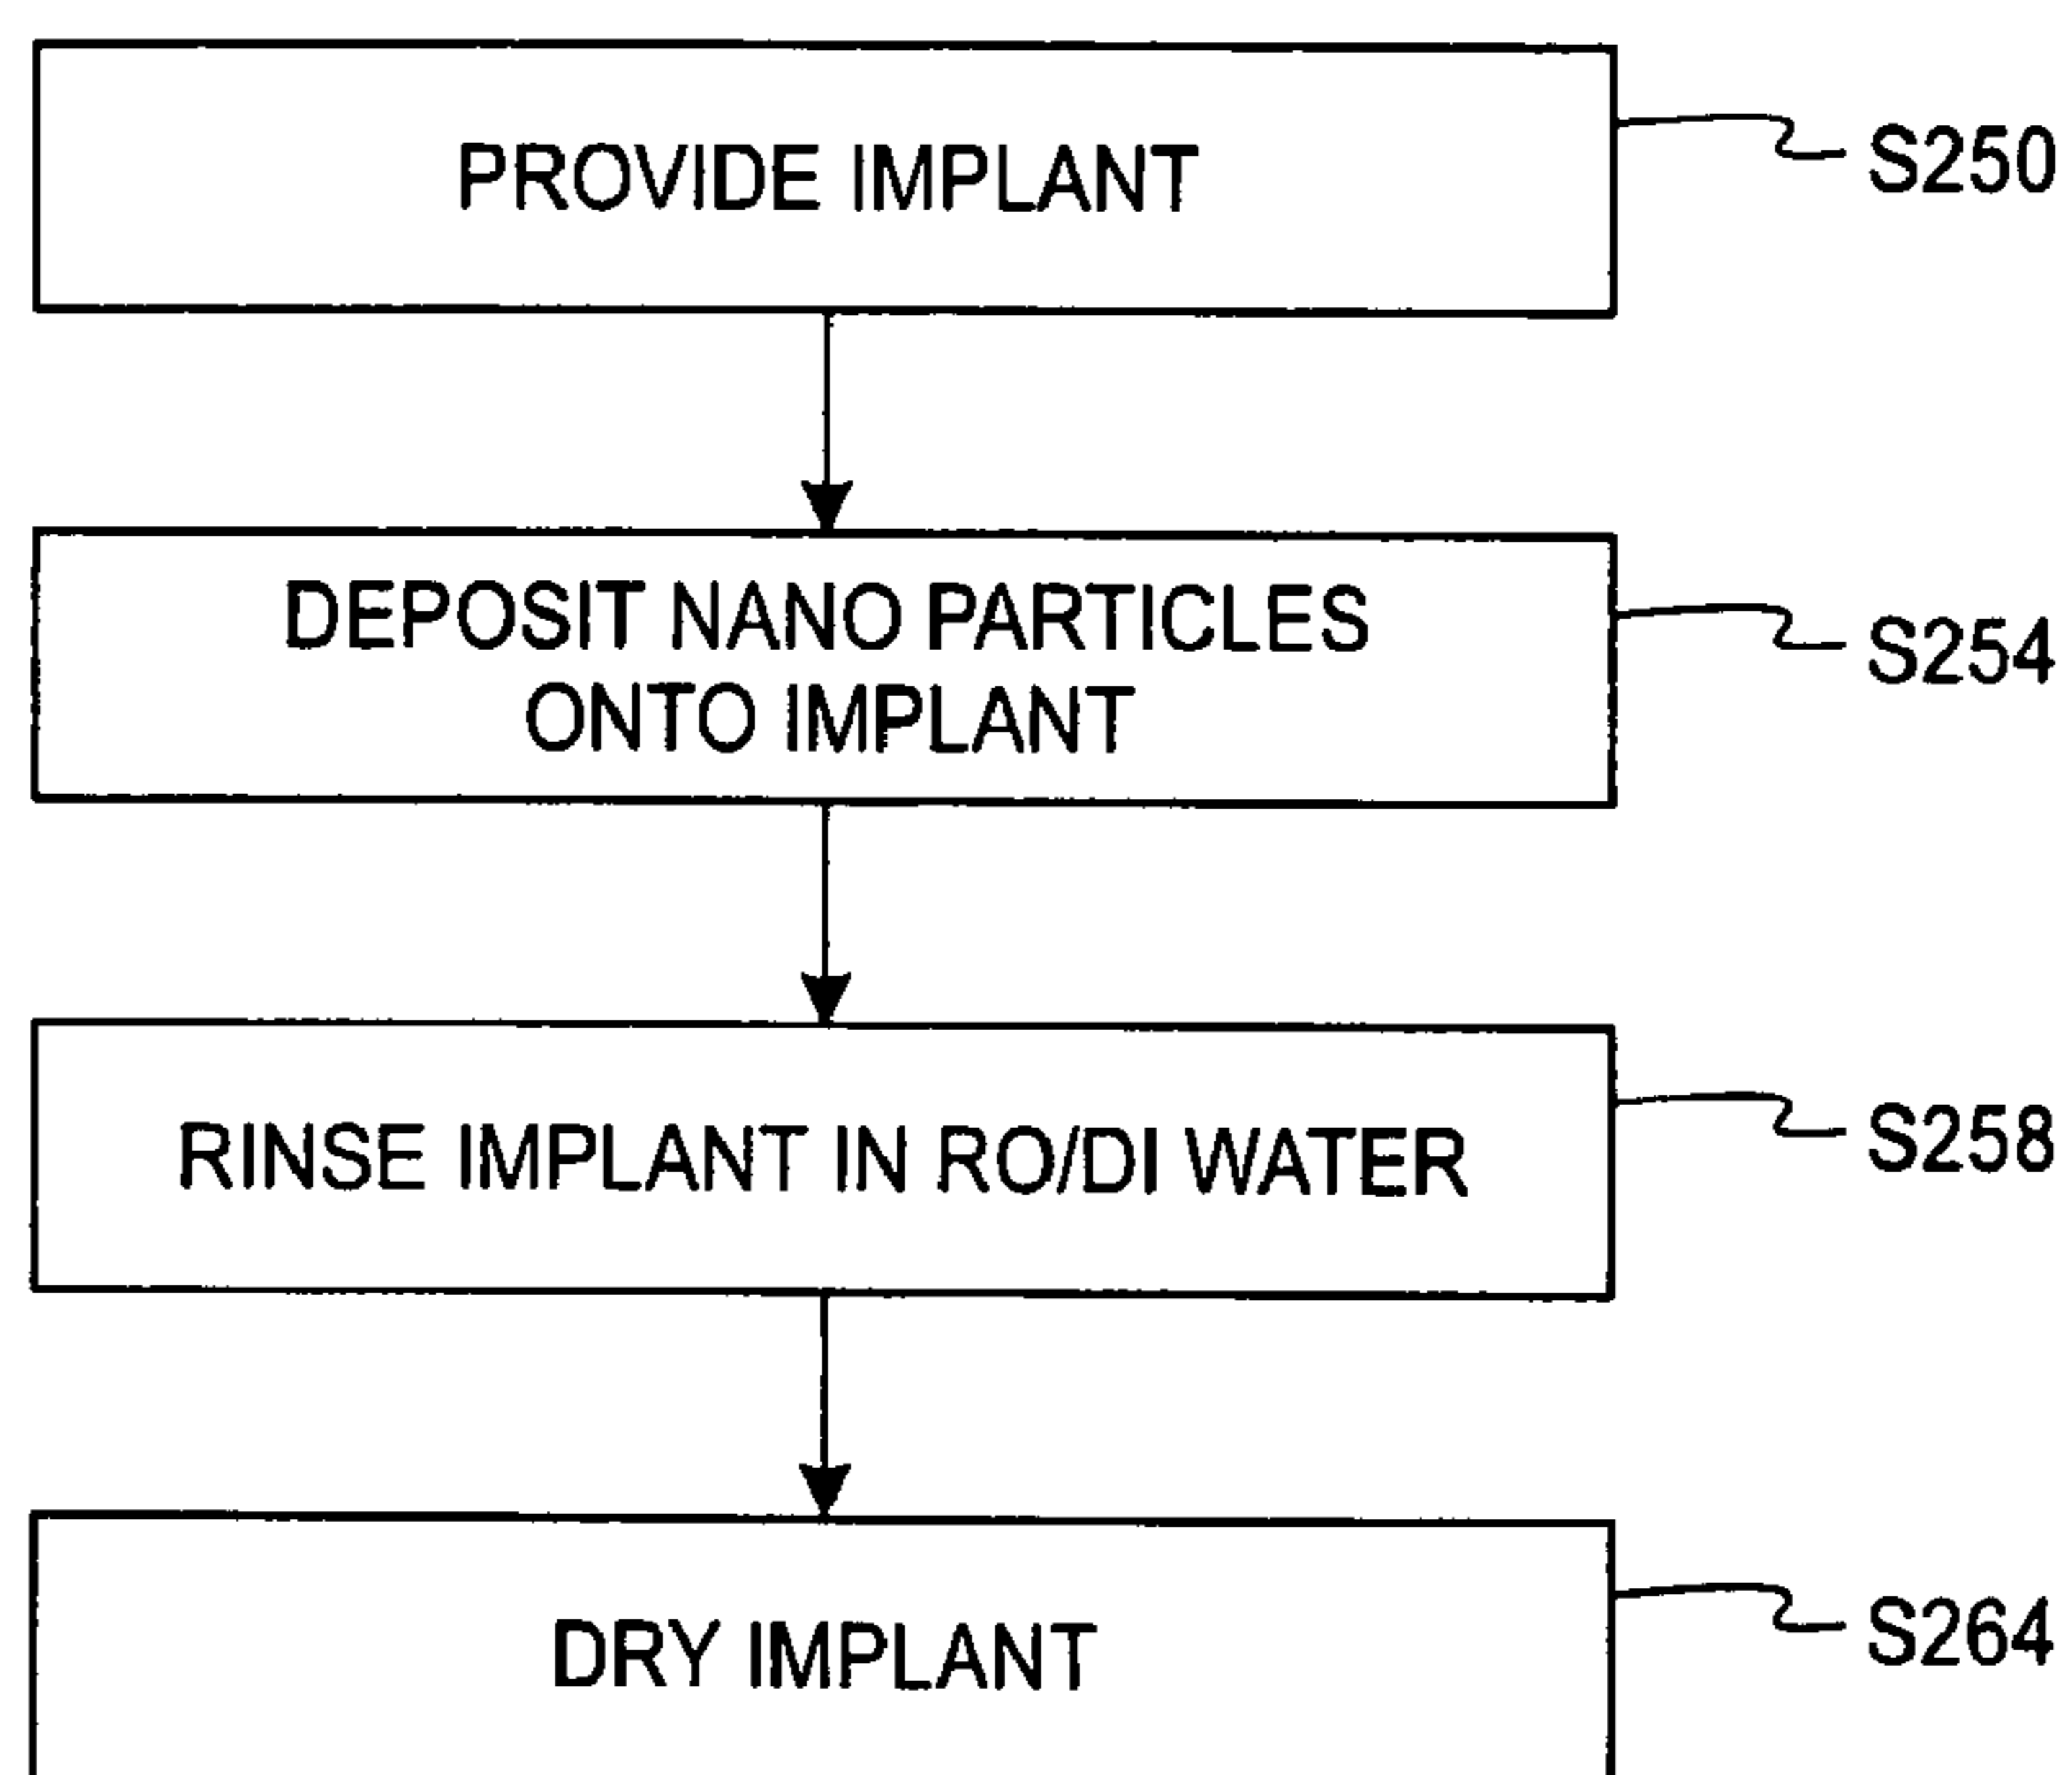 PROVIDE IMPLANT
S250
DEPOSIT NANO PARTICLES
ONTO IMPLANT
S254
RINSE IMPLANT IN RO/DI WATER
S258
DRY IMPLANT
S264